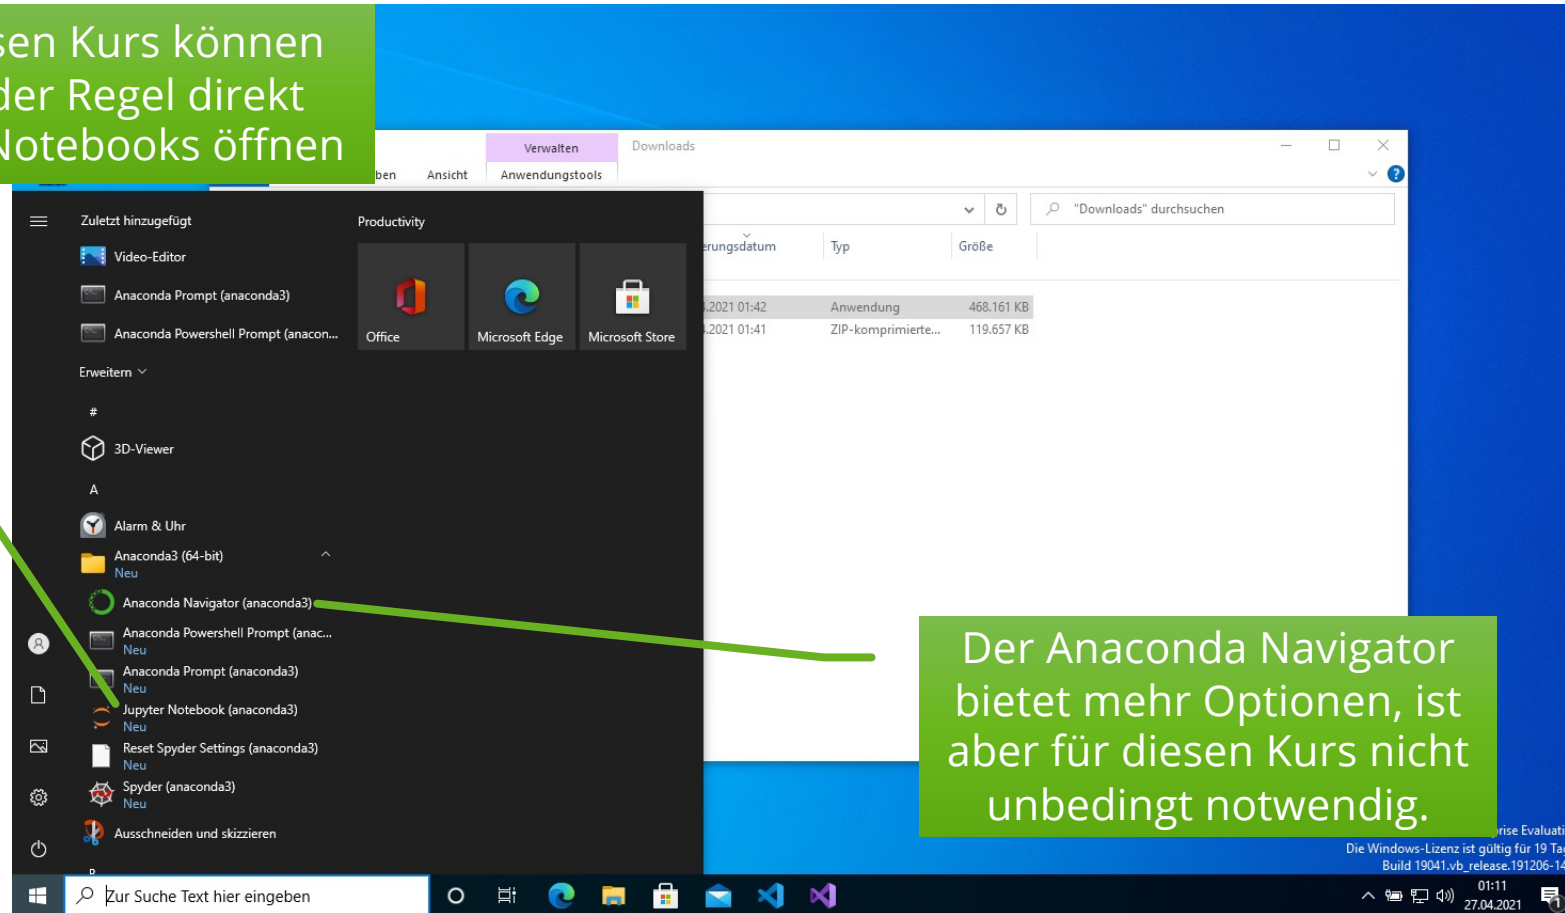 sen Kurs können
der Regel direkt
Notebooks öffnen
Verwalten
Downloads
ben
Ansicht
Anwendungstools
"Downloads" durchsuchen
erungsdatum
Typ
Größe
.2021 01:42
Anwendung
468.161 KB
.2021 01:41
ZIP-komprimierte...
119.657 KB
Zuletzt hinzugefügt
Video-Editor
Anaconda Prompt (anaconda3)
Anaconda Powershell Prompt (anacon...
Erweitern
#
3D-Viewer
A
Alarm & Uhr
Anaconda3 (64-bit)
Neu
Anaconda Navigator (anaconda3)
Anaconda Powershell Prompt (anac...
Neu
Anaconda Prompt (anaconda3)
Neu
Jupyter Notebook (anaconda3)
Neu
Reset Spyder Settings (anaconda3)
Neu
Spyder (anaconda3)
Neu
Ausschneiden und skizzieren
Productivity
Office
Microsoft Edge
Microsoft Store
Der Anaconda Navigator
bietet mehr Optionen, ist
aber für diesen Kurs nicht
unbedingt notwendig.
rise Evaluati
Die Windows-Lizenz ist gültig für 19 Ta
Build 19041.vb_release.191206-14
Zur Suche Text hier eingeben
01:11
27.04.2021
1